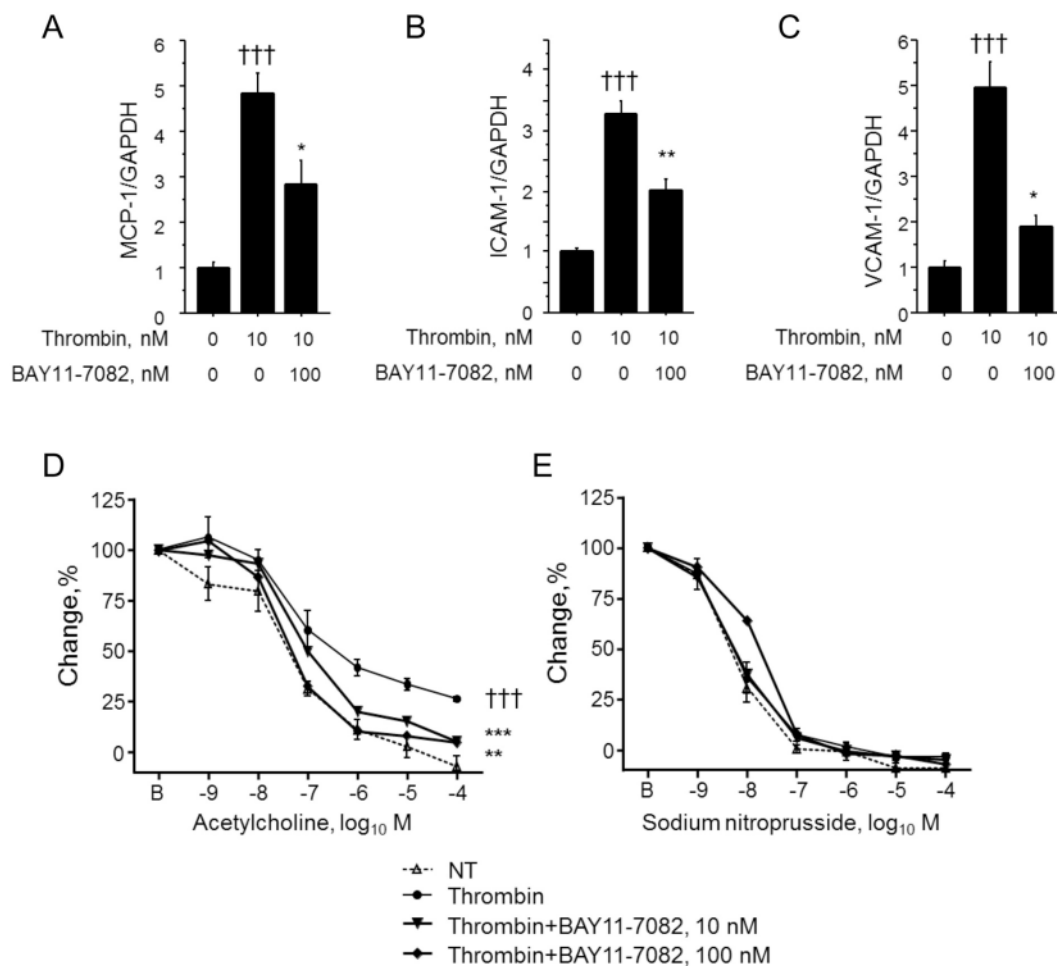 A
MCP-1/GAPDH
6
5
4
3
2
1
0
†††
*
Thrombin, nM 0 10 10
BAY11-7082, nM 0 0 100
B
ICAM-1/GAPDH
4
3
2
1
0
†††
**
Thrombin, nM 0 10 10
BAY11-7082, nM 0 0 100
C
VCAM-1/GAPDH
6
5
4
3
2
1
0
†††
*
Thrombin, nM 0 10 10
BAY11-7082, nM 0 0 100
D
Change, %
125
100
75
50
25
0
†††
***
**
B -9 -8 -7 -6 -5 -4
Acetylcholine, log₁₀ M
E
Change, %
125
100
75
50
25
0
B -9 -8 -7 -6 -5 -4
Sodium nitroprusside, log₁₀ M
NT
Thrombin
Thrombin+BAY11-7082, 10 nM
Thrombin+BAY11-7082, 100 nM